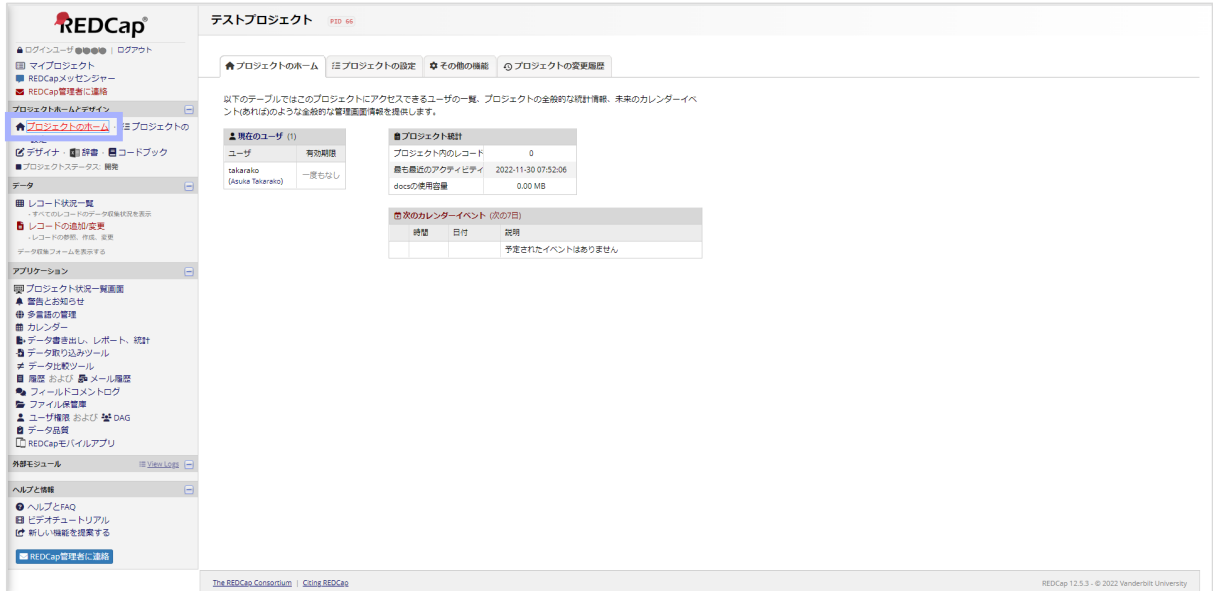 REDCap®
ログインユーザ | ログアウト
マイプロジェクト
REDCapメッセンジャー
REDCap管理者に連絡
プロジェクトホームとデザイン
プロジェクトのホーム · プロジェクトの
設定
デザイナ · 辞書 · コードブック
プロジェクトステータス: 開発
データ
レコード状況一覧
- すべてのレコードのデータ収集状況を表示
レコードの追加/変更
- レコードの参照、作成、変更
データ収集フォームを表示する
アプリケーション
プロジェクト状況一覧画面
警告とお知らせ
多言語の管理
カレンダー
データ書き出し、レポート、統計
データ取り込みツール
データ比較ツール
履歴 および メール履歴
フィールドコメントログ
ファイル保管庫
ユーザ権限 および DAG
データ品質
REDCapモバイルアプリ
外部モジュール View Logs
ヘルプと情報
ヘルプとFAQ
ビデオチュートリアル
新しい機能を提案する
REDCap管理者に連絡
テストプロジェクト PID 66
プロジェクトのホーム プロジェクトの設定 その他の機能 プロジェクトの変更履歴
以下のテーブルではこのプロジェクトにアクセスできるユーザの一覧、プロジェクトの全般的な統計情報、未来のカレンダーイベ
ント(あれば)のような全般的な管理画面情報を提供します。
現在のユーザ (1)
ユーザ 有効期限
takarako
(Asuka Takarako) 一度もなし
プロジェクト統計
プロジェクト内のレコード 0
最も最近のアクティビティ 2022-11-30 07:52:06
docsの使用容量 0.00 MB
次のカレンダーイベント (次の7日)
時間 日付 説明
予定されたイベントはありません
The REDCap Consortium | Citing REDCap
REDCap 12.5.3 - © 2022 Vanderbilt University